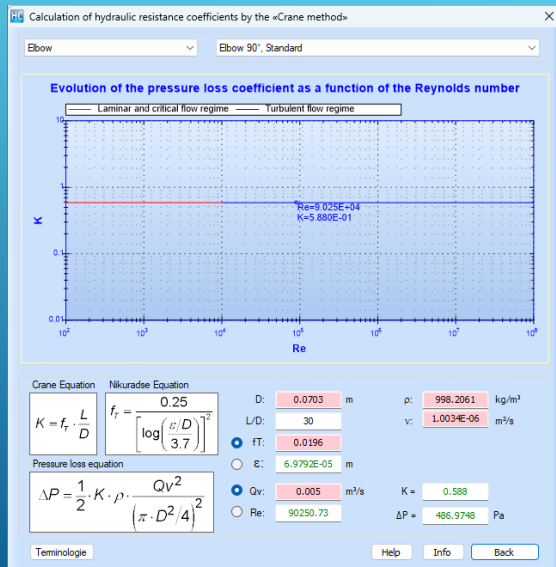 HC Calculation of hydraulic resistance coefficients by the «Crane method»
Elbow
Elbow 90°, Standard
Evolution of the pressure loss coefficient as a function of the Reynolds number
Laminar and critical flow regime Turbulent flow regime
10
1
K
0.1
0.01
Re=9.025E+04
K=5.880E-01
10² 10³ 10⁴ 10⁵ 10⁶ 10⁷ 10⁸
Re
Crane Equation
K = f_T · L/D
Nikuradse Equation
f_T = 0.25 / [log((ε/D)/3.7)]²
Pressure loss equation
ΔP = 1/2 · K · ρ · Qv² / (π · D²/4)²
D: 0.0703 m
L/D: 30
fT: 0.0196
ε: 6.9792E-05 m
Qv: 0.005 m³/s
Re: 90250.73
ρ: 998.2061 kg/m³
ν: 1.0034E-06 m²/s
K = 0.588
ΔP = 486.9748 Pa
Terminologie
Help
Info
Back